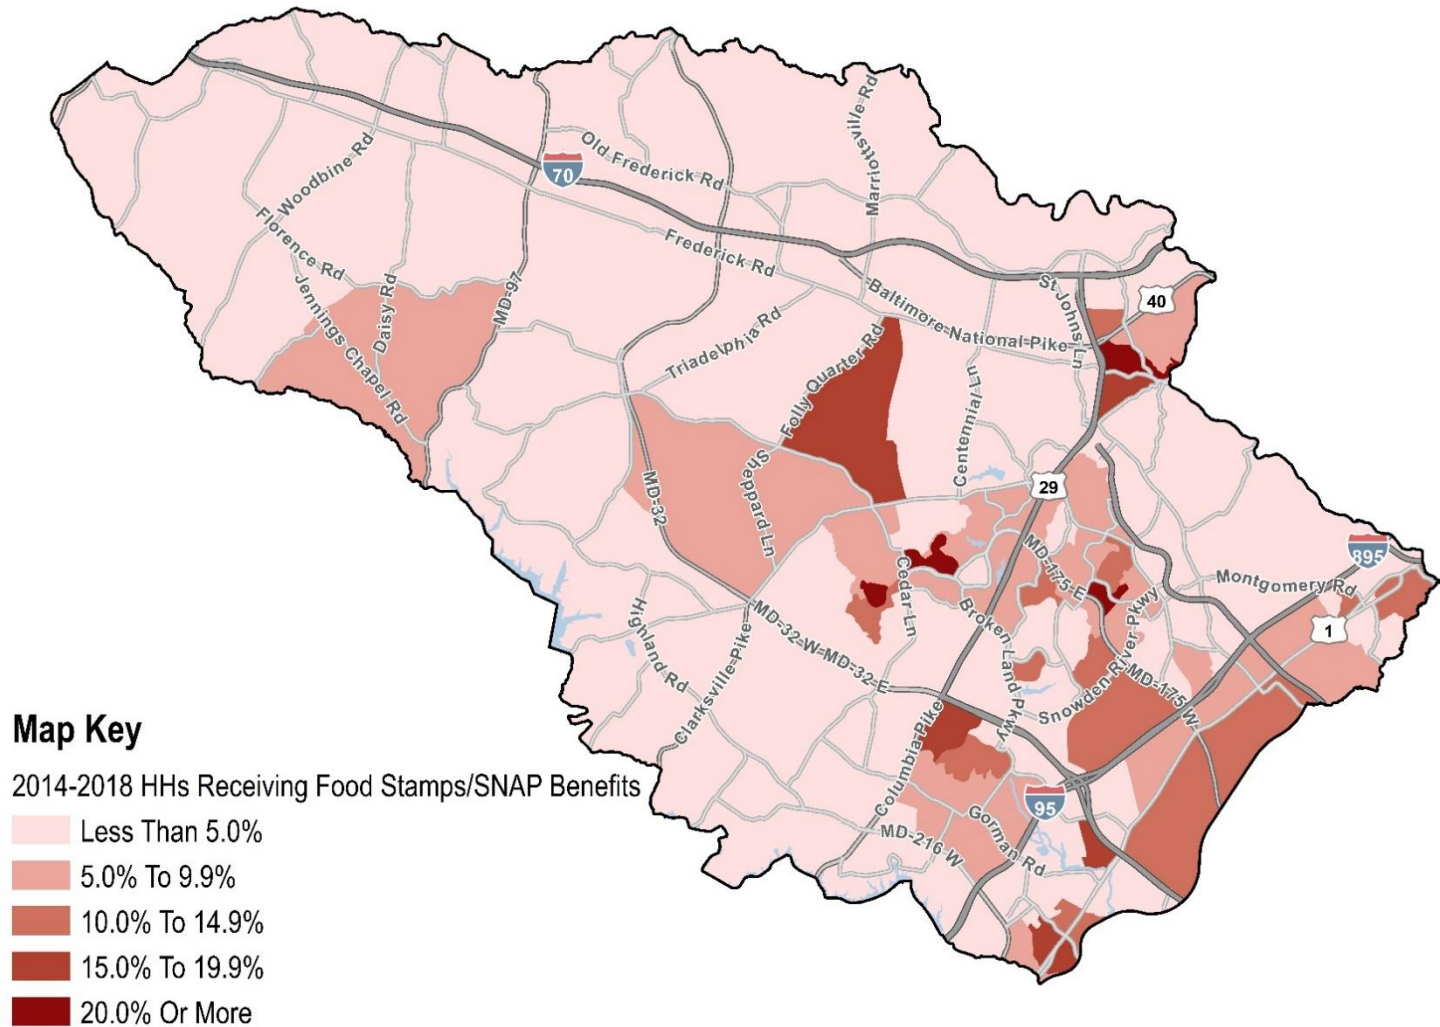 Marriottsville Rd
Old Frederick Rd
70
Woodbine Rd
Florence Rd
Frederick Rd
Jennings Chapel Rd
Daisy Rd
MD-97
St Johns Ln
40
Baltimore National Pike
Triadelphia Rd
Folly Quarter Rd
Centennial Ln
Sheppard Ln
MD-32
29
MD-175 E
895
Montgomery Rd
1
Cedar Ln
Broken Land Pkwy
Snowden River Pkwy
MD-175 W
Highland Rd
MD-32 W MD-32 E
Clarksville Pike
Columbia Pike
95
Gorman Rd
MD-216 W
Map Key
2014-2018 HHs Receiving Food Stamps/SNAP Benefits
Less Than 5.0%
5.0% To 9.9%
10.0% To 14.9%
15.0% To 19.9%
20.0% Or More